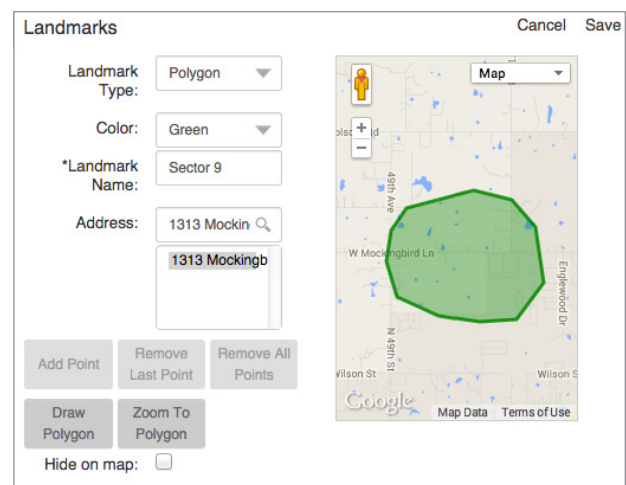 Landmarks
Cancel Save
Landmark
Type:
Polygon
Color:
Green
*Landmark
Name:
Sector 9
Address:
1313 Mockin
1313 Mockingb
Add Point
Remove
Last Point
Remove All
Points
Draw
Polygon
Zoom To
Polygon
Hide on map:
Map
+
−
49th Ave
W Mockingbird Ln
Englewood Dr
N 49th St
Wilson St
Wilson S
Google
Map Data
Terms of Use